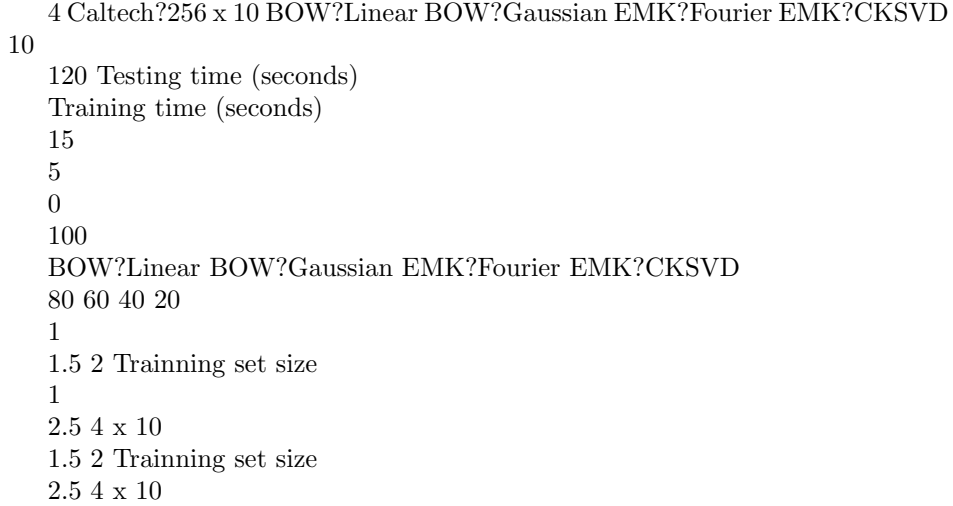 4 Caltech?256 x 10 BOW?Linear BOW?Gaussian EMK?Fourier EMK?CKSVD
10
120 Testing time (seconds)
Training time (seconds)
15
5
0
100
BOW?Linear BOW?Gaussian EMK?Fourier EMK?CKSVD
80 60 40 20
1
1.5 2 Trainning set size
1
2.5 4 x 10
1.5 2 Trainning set size
2.5 4 x 10